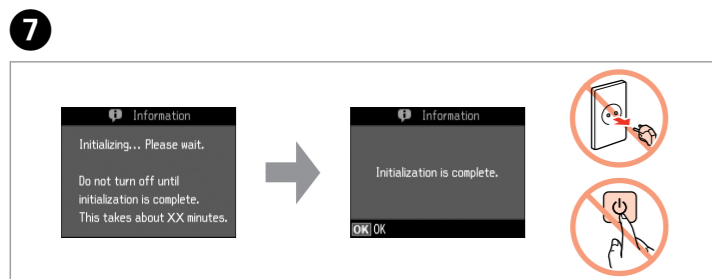 7
Information
Initializing... Please wait.
Do not turn off until
initialization is complete.
This takes about XX minutes.
Information
Initialization is complete.
OK OK